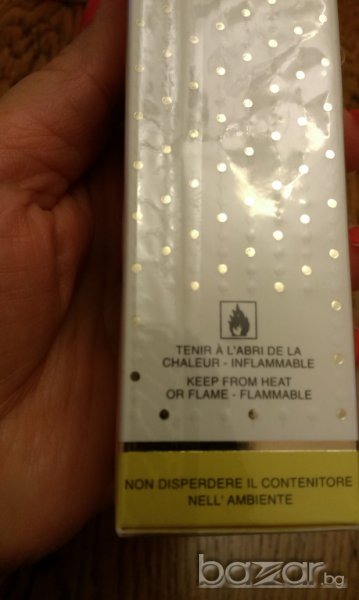 TENIR À L'ABRI DE LA
CHALEUR - INFLAMMABLE
KEEP FROM HEAT
OR FLAME - FLAMMABLE
NON DISPERDERE IL CONTENITORE
NELL' AMBIENTE
bazar.bg